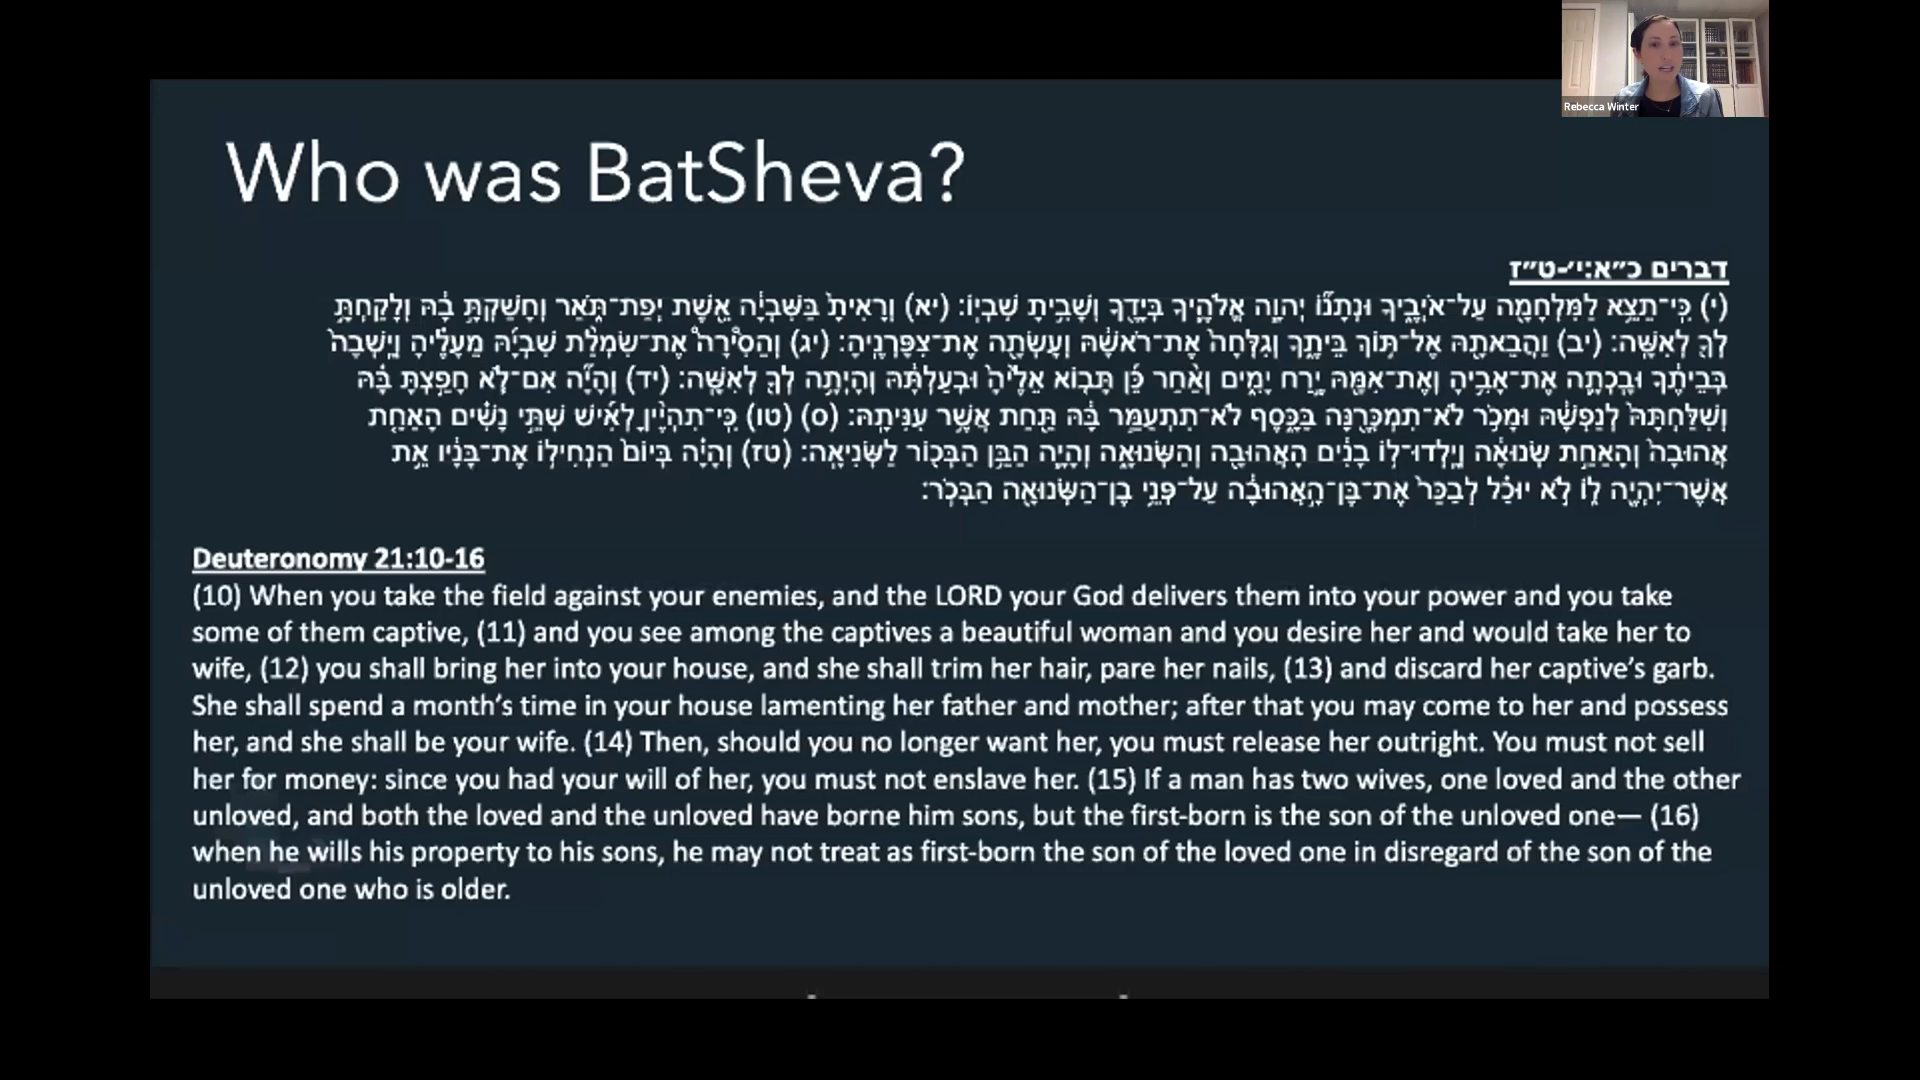 Rebecca Winter
Who was BatSheva?
דברים כ״א:י׳-ט״ז
(י) כִּֽי־תֵצֵ֥א לַמִּלְחָמָ֖ה עַל־אֹיְבֶ֑יךָ וּנְתָנ֞וֹ יְהוָ֧ה אֱלֹהֶ֛יךָ בְּיָדֶ֖ךָ וְשָׁבִ֥יתָ שִׁבְיֽוֹ׃ (יא) וְרָאִ֙יתָ֙ בַּשִּׁבְיָ֔ה אֵ֖שֶׁת יְפַת־תֹּ֑אַר וְחָשַׁקְתָּ֣ בָ֔הּ וְלָקַחְתָּ֥
לְךָ֖ לְאִשָּֽׁה׃ (יב) וַהֲבֵאתָ֖הּ אֶל־תּ֣וֹךְ בֵּיתֶ֑ךָ וְגִלְּחָה֙ אֶת־רֹאשָׁ֔הּ וְעָשְׂתָ֖ה אֶת־צִפָּרְנֶֽיהָ׃ (יג) וְהֵסִ֩ירָה֩ אֶת־שִׂמְלַ֨ת שִׁבְיָ֜הּ מֵעָלֶ֗יהָ וְיָֽשְׁבָה֙
בְּבֵיתֶ֔ךָ וּבָֽכְתָ֛ה אֶת־אָבִ֥יהָ וְאֶת־אִמָּ֖הּ יֶ֣רַח יָמִ֑ים וְאַ֨חַר כֵּ֜ן תָּב֤וֹא אֵלֶ֙יהָ֙ וּבְעַלְתָּ֔הּ וְהָיְתָ֥ה לְךָ֖ לְאִשָּֽׁה׃ (יד) וְהָיָ֞ה אִם־לֹ֧א חָפַ֣צְתָּ בָּ֗הּ
וְשִׁלַּחְתָּהּ֙ לְנַפְשָׁ֔הּ וּמָכֹ֥ר לֹא־תִמְכְּרֶ֖נָּה בַּכָּ֑סֶף לֹא־תִתְעַמֵּ֣ר בָּ֔הּ תַּ֖חַת אֲשֶׁ֥ר עִנִּיתָֽהּ׃ (ס) (טו) כִּֽי־תִהְיֶ֨יןָ לְאִ֜ישׁ שְׁתֵּ֣י נָשִׁ֗ים הָאַחַ֤ת
אֲהוּבָה֙ וְהָאַחַ֣ת שְׂנוּאָ֔ה וְיָֽלְדוּ־ל֣וֹ בָנִ֔ים הָאֲהוּבָ֖ה וְהַשְּׂנוּאָ֑ה וְהָיָ֛ה הַבֵּ֥ן הַבְּכ֖וֹר לַשְּׂנִיאָֽה׃ (טז) וְהָיָ֗ה בְּיוֹם֙ הַנְחִיל֣וֹ אֶת־בָּנָ֔יו אֵ֥ת
אֲשֶׁר־יִהְיֶ֖ה ל֑וֹ לֹ֣א יוּכַ֗ל לְבַכֵּר֙ אֶת־בֶּן־הָ֣אֲהוּבָ֔ה עַל־פְּנֵ֥י בֶן־הַשְּׂנוּאָ֖ה הַבְּכֹֽר׃
Deuteronomy 21:10-16
(10) When you take the field against your enemies, and the LORD your God delivers them into your power and you take
some of them captive, (11) and you see among the captives a beautiful woman and you desire her and would take her to
wife, (12) you shall bring her into your house, and she shall trim her hair, pare her nails, (13) and discard her captive’s garb.
She shall spend a month’s time in your house lamenting her father and mother; after that you may come to her and possess
her, and she shall be your wife. (14) Then, should you no longer want her, you must release her outright. You must not sell
her for money: since you had your will of her, you must not enslave her. (15) If a man has two wives, one loved and the other
unloved, and both the loved and the unloved have borne him sons, but the first-born is the son of the unloved one— (16)
when he wills his property to his sons, he may not treat as first-born the son of the loved one in disregard of the son of the
unloved one who is older.